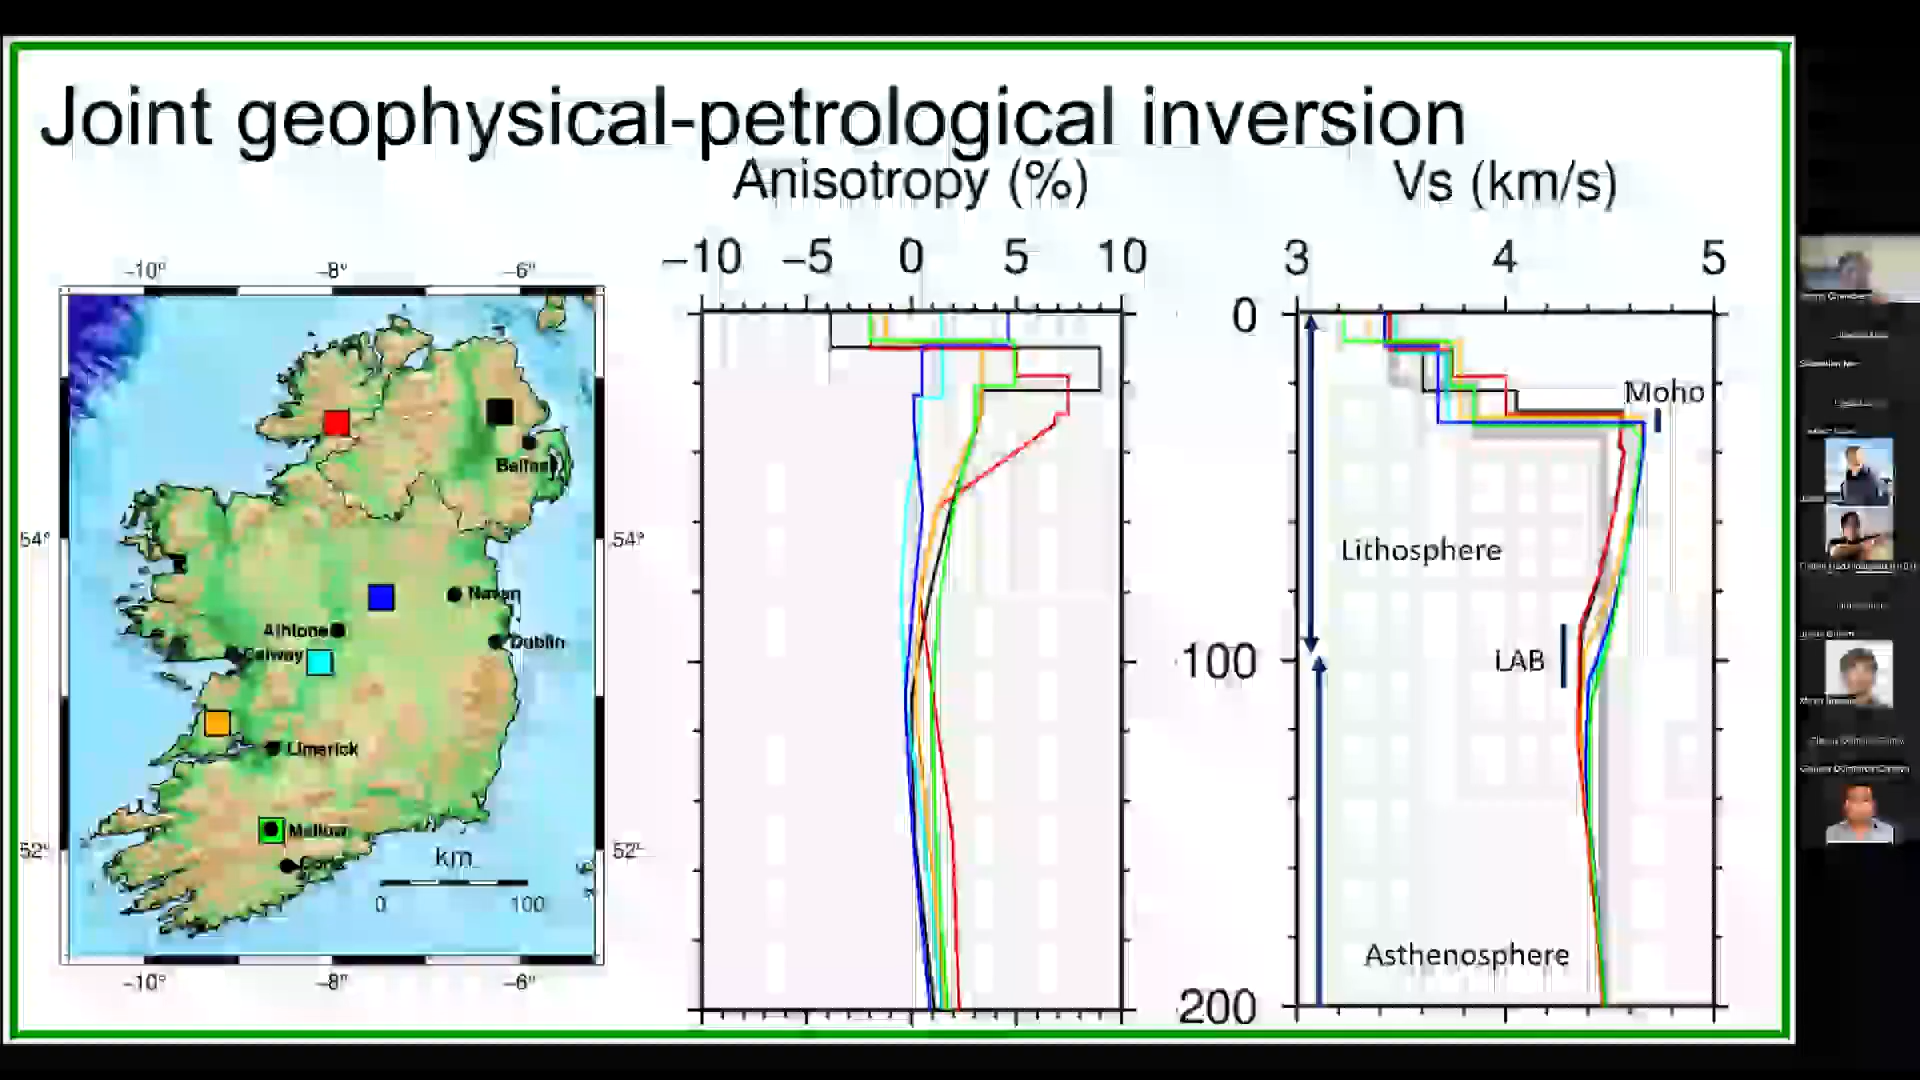 Joint geophysical-petrological inversion
Anisotropy (%)
Vs (km/s)
−10 −5 0 5 10
3 4 5
−10° −8° −6°
0
Moho
Belfast
54° 54°
Lithosphere
Navan
Athlone
Dublin
Galway
LAB
100
Limerick
Mallow
52° 52°
km
Cork
0 100
Asthenosphere
−10° −8° −6°
200